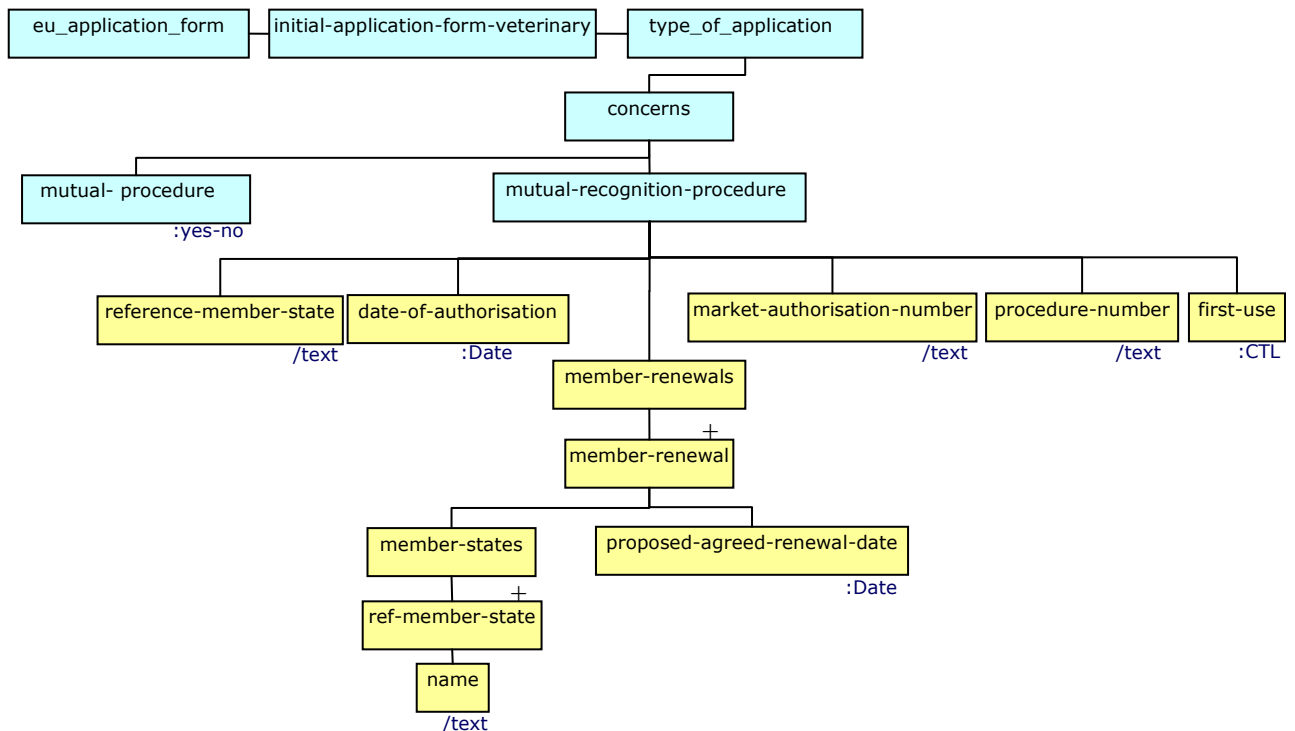 eu_application_form
initial-application-form-veterinary
type_of_application
concerns
mutual- procedure
:yes-no
mutual-recognition-procedure
reference-member-state
/text
date-of-authorisation
:Date
market-authorisation-number
/text
procedure-number
/text
first-use
:CTL
member-renewals
+
member-renewal
member-states
proposed-agreed-renewal-date
:Date
+
ref-member-state
name
/text